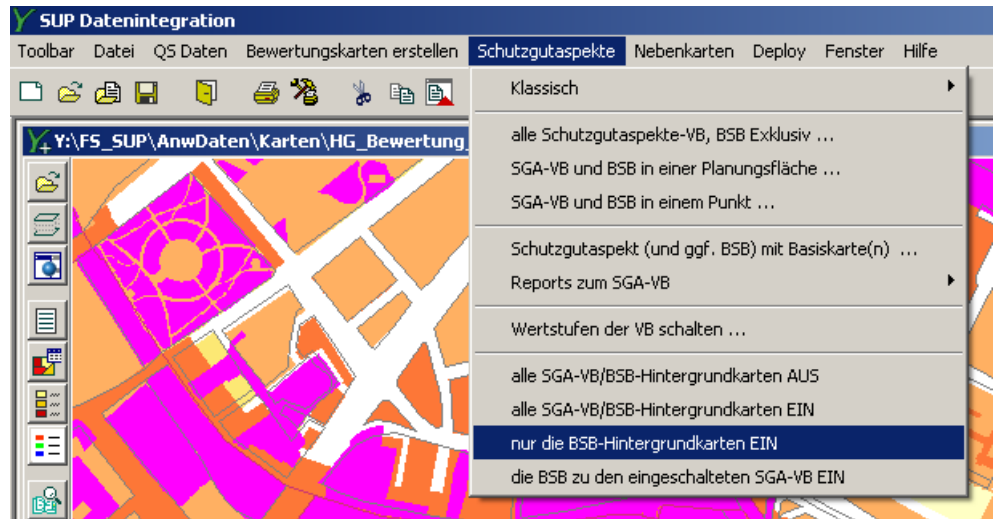 SUP Datenintegration
Toolbar Datei QS Daten Bewertungskarten erstellen Schutzgutaspekte Nebenkarten Deploy Fenster Hilfe
Klassisch
Y:\FS_SUP\AnwDaten\Karten\HG_Bewertung_
alle Schutzgutaspekte-VB, BSB Exklusiv ...
SGA-VB und BSB in einer Planungsfläche ...
SGA-VB und BSB in einem Punkt ...
Schutzgutaspekt (und ggf. BSB) mit Basiskarte(n) ...
Reports zum SGA-VB
Wertstufen der VB schalten ...
alle SGA-VB/BSB-Hintergrundkarten AUS
alle SGA-VB/BSB-Hintergrundkarten EIN
nur die BSB-Hintergrundkarten EIN
die BSB zu den eingeschalteten SGA-VB EIN